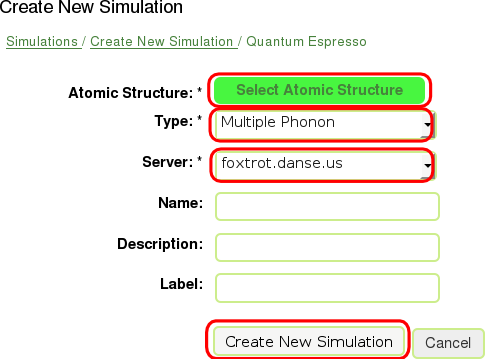 Create New Simulation
Simulations / Create New Simulation / Quantum Espresso
Atomic Structure: * Select Atomic Structure
Type: * Multiple Phonon
Server: * foxtrot.danse.us
Name:
Description:
Label:
Create New Simulation Cancel